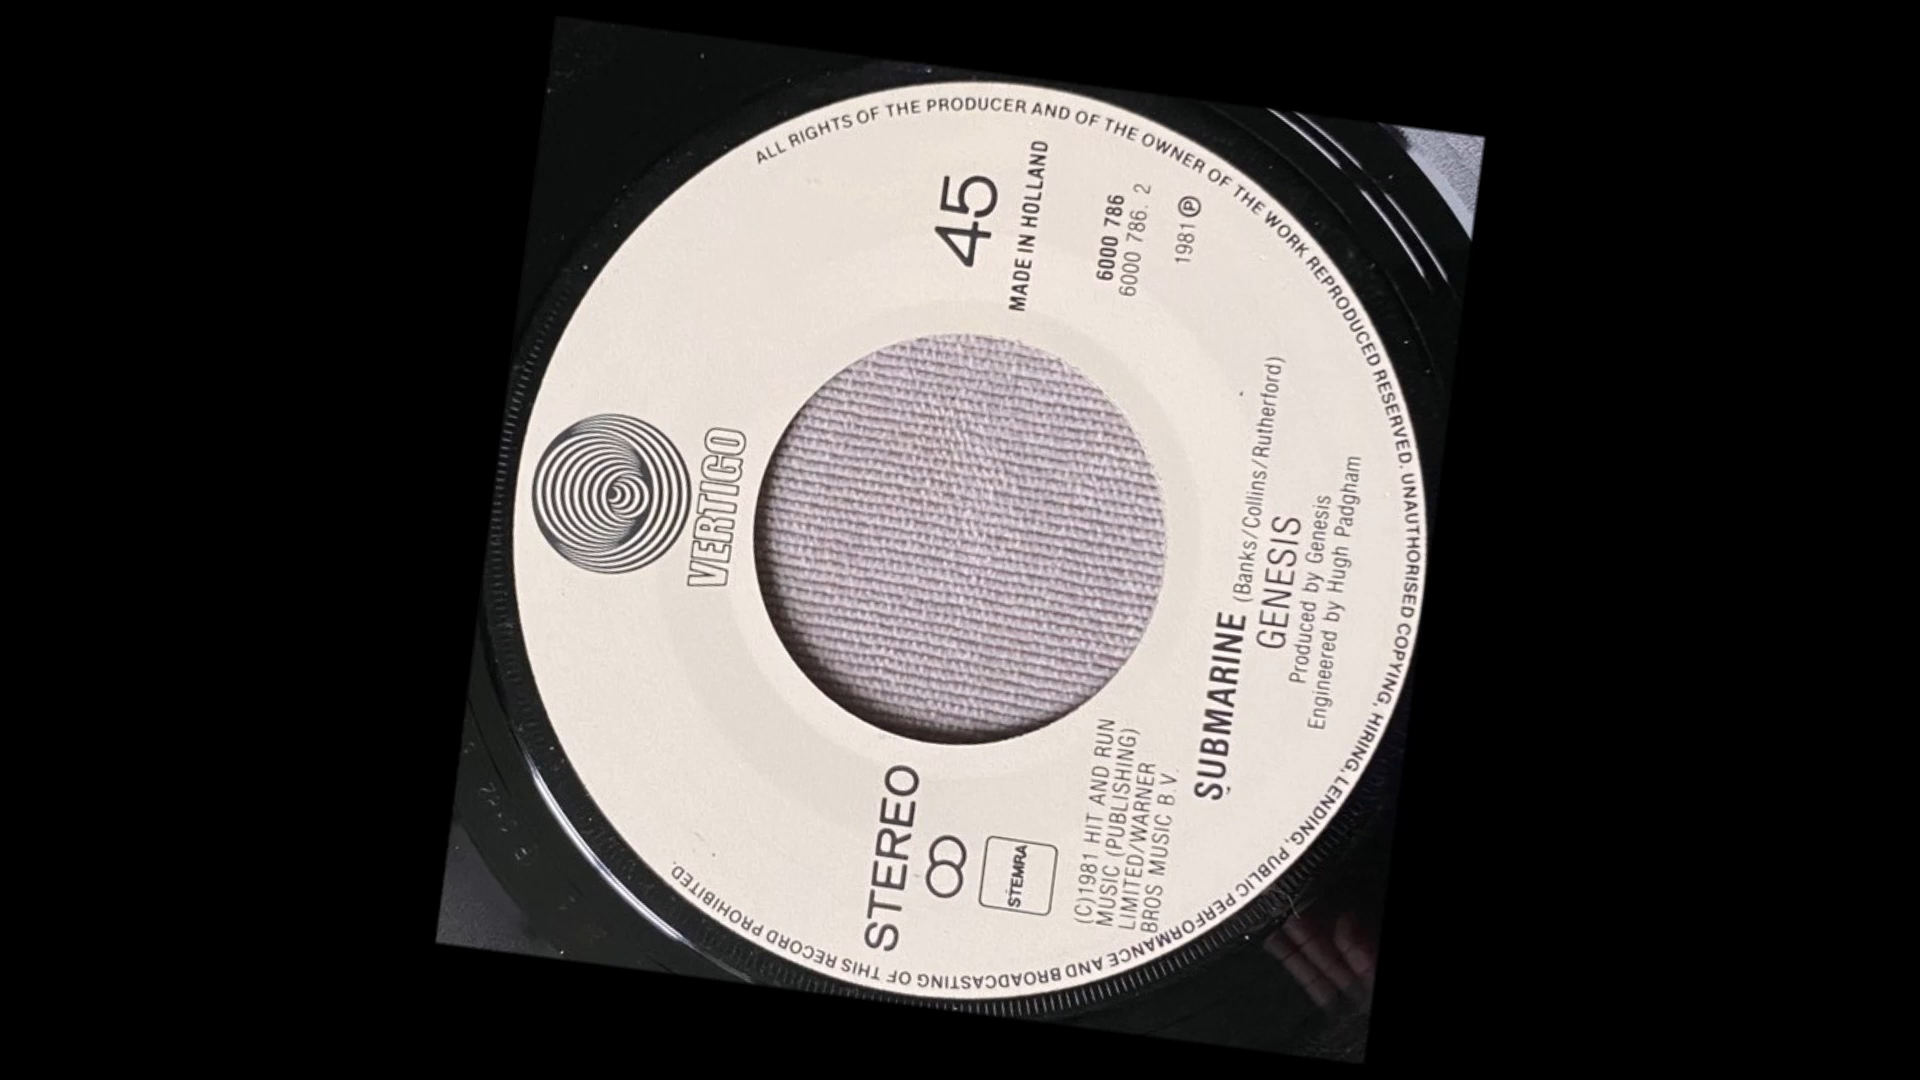 VERTIGO
STEREO
45
STEMRA
MADE IN HOLLAND
(C)1981 HIT AND RUN
MUSIC (PUBLISHING)
LIMITED/WARNER
BROS MUSIC B.V.
6000 786
6000 786. 2
1981 Ⓟ
SUBMARINE (Banks/Collins/Rutherford)
GENESIS
Produced by Genesis
Engineered by Hugh Padgham
ALL RIGHTS OF THE PRODUCER AND OF THE OWNER OF THE WORK REPRODUCED RESERVED. UNAUTHORISED COPYING, HIRING, LENDING, PUBLIC PERFORMANCE AND BROADCASTING OF THIS RECORD PROHIBITED.